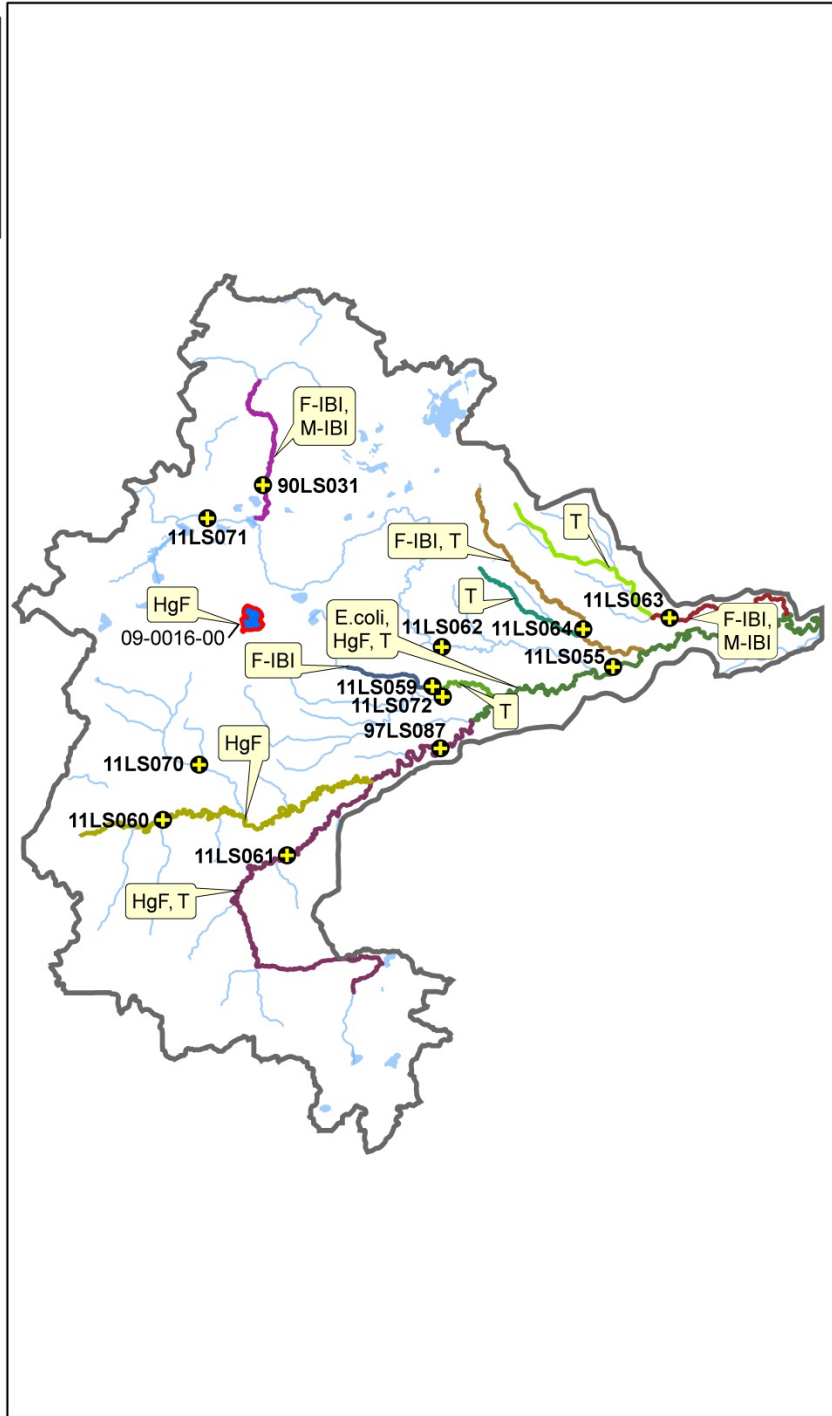 F-IBI,
M-IBI
90LS031
11LS071
T
F-IBI, T
HgF
09-0016-00
T
11LS063
E.coli,
HgF, T
11LS062
11LS064
F-IBI,
M-IBI
F-IBI
11LS055
11LS059
11LS072
T
97LS087
HgF
11LS070
11LS060
11LS061
HgF, T